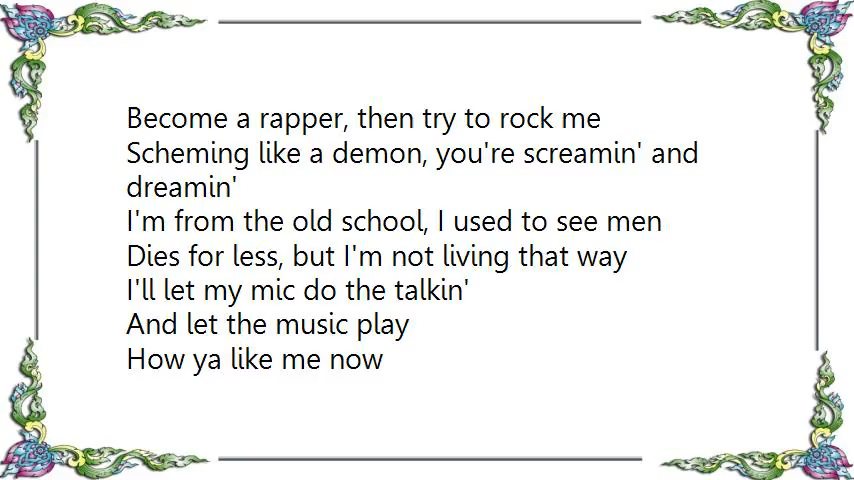 Become a rapper, then try to rock me
Scheming like a demon, you're screamin' and
dreamin'
I'm from the old school, I used to see men
Dies for less, but I'm not living that way
I'll let my mic do the talkin'
And let the music play
How ya like me now